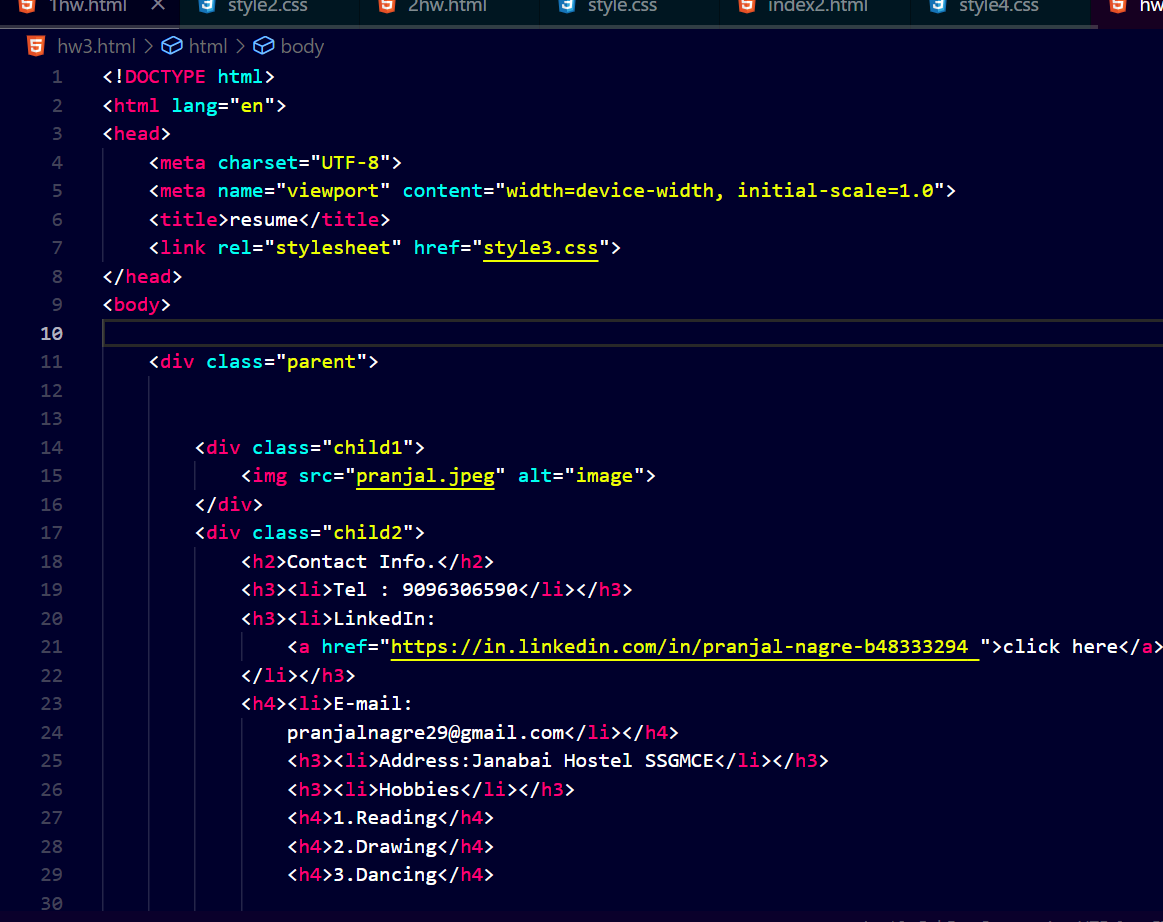 1hw.html style2.css 2hw.html style.css index2.html style4.css
hw3.html > html > body
1 <!DOCTYPE html>
2 <html lang="en">
3 <head>
4 <meta charset="UTF-8">
5 <meta name="viewport" content="width=device-width, initial-scale=1.0">
6 <title>resume</title>
7 <link rel="stylesheet" href="style3.css">
8 </head>
9 <body>
10
11 <div class="parent">
12
13
14 <div class="child1">
15 <img src="pranjal.jpeg" alt="image">
16 </div>
17 <div class="child2">
18 <h2>Contact Info.</h2>
19 <h3><li>Tel : 9096306590</li></h3>
20 <h3><li>LinkedIn:
21 <a href="https://in.linkedin.com/in/pranjal-nagre-b48333294 ">click here</a>
22 </li></h3>
23 <h4><li>E-mail:
24 pranjalnagre29@gmail.com</li></h4>
25 <h3><li>Address:Janabai Hostel SSGMCE</li></h3>
26 <h3><li>Hobbies</li></h3>
27 <h4>1.Reading</h4>
28 <h4>2.Drawing</h4>
29 <h4>3.Dancing</h4>
30